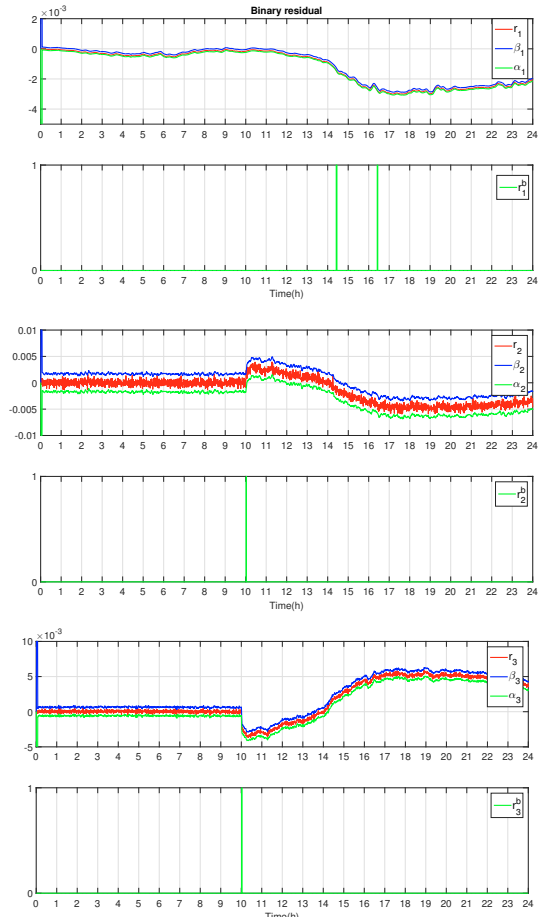 Binary residual
×10⁻³
2
0
-2
-4
r₁
β₁
α₁
0 1 2 3 4 5 6 7 8 9 10 11 12 13 14 15 16 17 18 19 20 21 22 23 24
1
0
r₁ᵇ
0 1 2 3 4 5 6 7 8 9 10 11 12 13 14 15 16 17 18 19 20 21 22 23 24
Time(h)
0.01
0.005
0
-0.005
-0.01
r₂
β₂
α₂
0 1 2 3 4 5 6 7 8 9 10 11 12 13 14 15 16 17 18 19 20 21 22 23 24
1
0
r₂ᵇ
0 1 2 3 4 5 6 7 8 9 10 11 12 13 14 15 16 17 18 19 20 21 22 23 24
Time(h)
×10⁻³
10
5
0
-5
r₃
β₃
α₃
0 1 2 3 4 5 6 7 8 9 10 11 12 13 14 15 16 17 18 19 20 21 22 23 24
1
0
r₃ᵇ
0 1 2 3 4 5 6 7 8 9 10 11 12 13 14 15 16 17 18 19 20 21 22 23 24
Time(h)